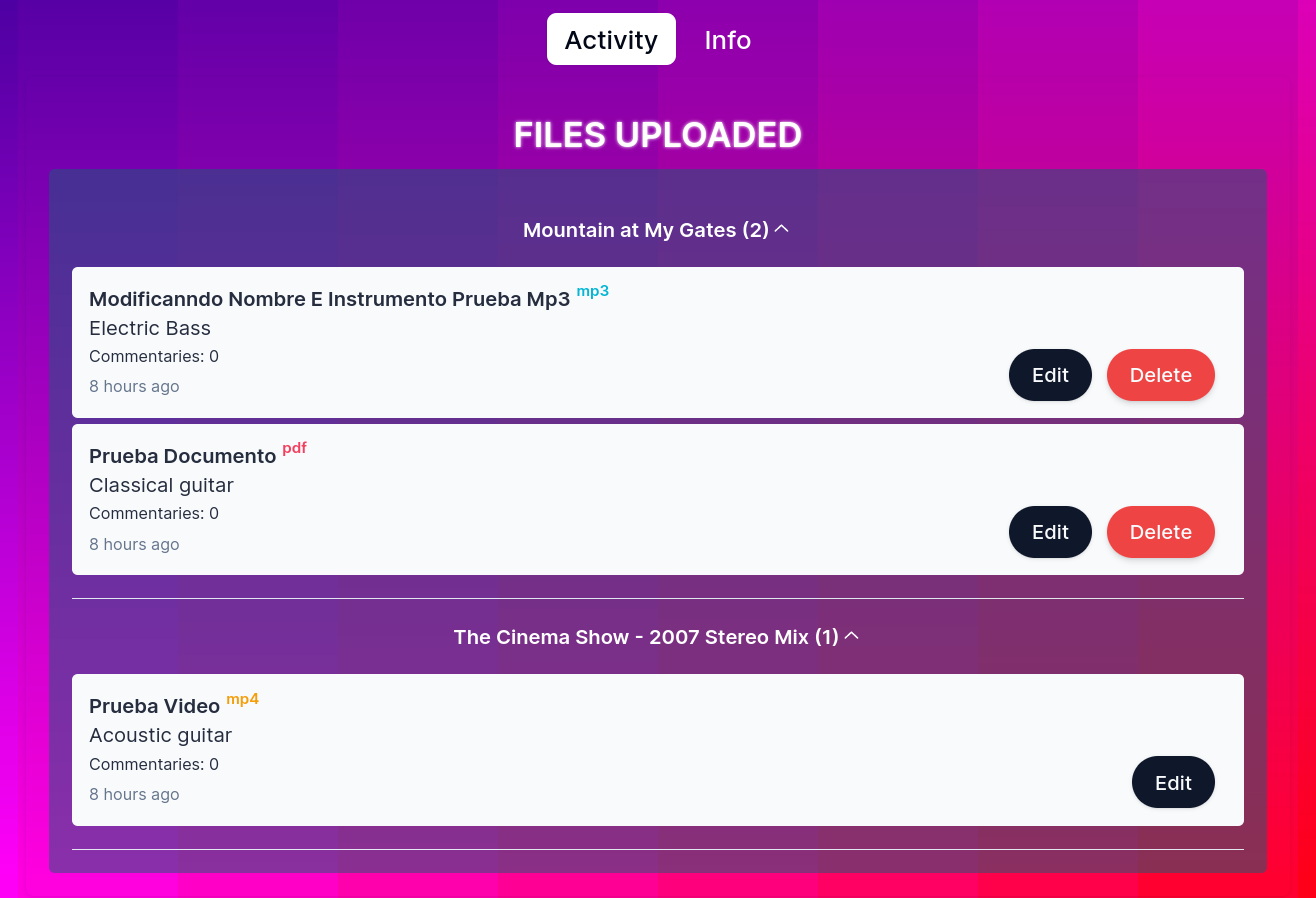 Activity Info
FILES UPLOADED
Mountain at My Gates (2)
Modificanndo Nombre E Instrumento Prueba Mp3 mp3
Electric Bass
Commentaries: 0
8 hours ago
Edit Delete
Prueba Documento pdf
Classical guitar
Commentaries: 0
8 hours ago
Edit Delete
The Cinema Show - 2007 Stereo Mix (1)
Prueba Video mp4
Acoustic guitar
Commentaries: 0
8 hours ago
Edit